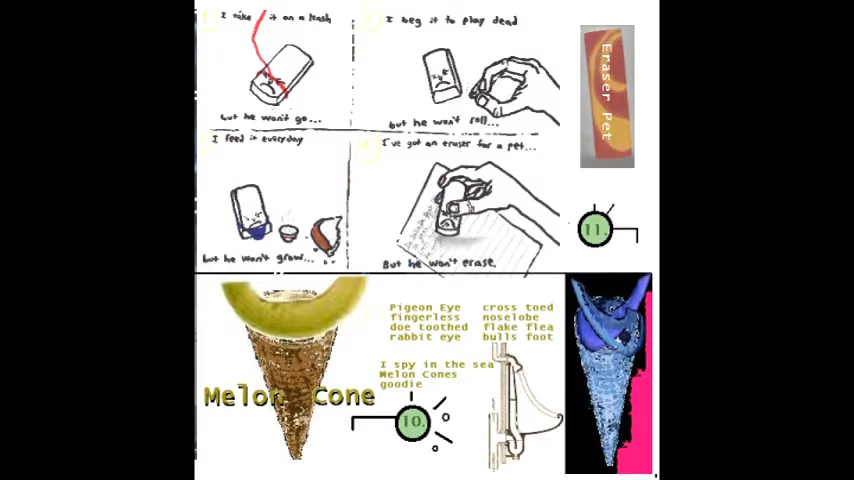 I take it on a leash
but he won't go...
I beg it to play dead
but he won't roll...
I feed it everyday
but he won't grow...
I've got an eraser for a pet...
But he won't erase.
Eraser Pet
11.
Melon Cone
Pigeon Eye
fingerless
doe toothed
rabbit eye
cross toed
noselobe
flake flea
bulls foot
I spy in the sea
Melon Cones
goodie
10.